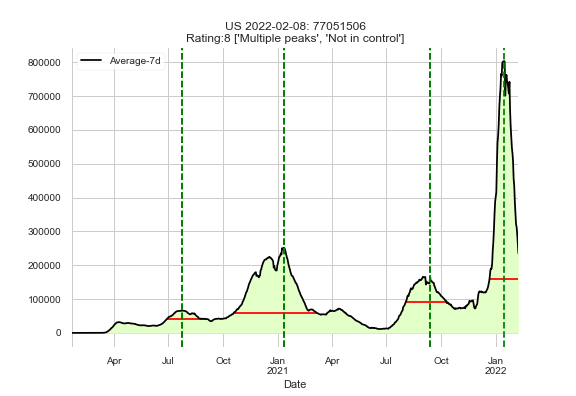 US 2022-02-08: 77051506
Rating:8 ['Multiple peaks', 'Not in control']
Average-7d
800000
700000
600000
500000
400000
300000
200000
100000
0
Apr Jul Oct Jan Apr Jul Oct Jan
2021 2022
Date